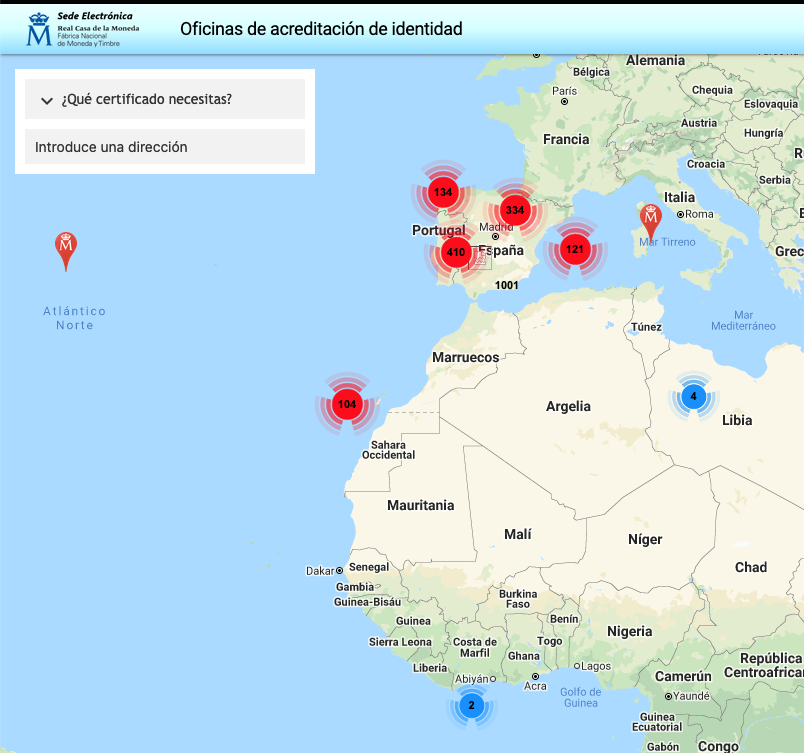 Sede Electrónica
Real Casa de la Moneda
Fábrica Nacional
de Moneda y Timbre
Oficinas de acreditación de identidad
¿Qué certificado necesitas?
Introduce una dirección
Alemania
Bélgica
París
Chequia
Eslovaquia
Austria
Hungría
Francia
Croacia
Serbia
Italia
Roma
134
334
Portugal
Madrid
410
España
121
Mar Tirreno
Grec
1001
Atlántico
Norte
Mar
Mediterráneo
Túnez
Marruecos
104
Argelia
4
Libia
Sahara
Occidental
Mauritania
Malí
Níger
Chad
Dakar
Senegal
Gambia
Guinea-Bisáu
Burkina
Faso
Guinea
Benín
Nigeria
Sierra Leona
Costa de
Marfil
Togo
Ghana
Liberia
Lagos
Abiyán
Acra
Camerún
República
Centroafrican
Golfo de
Guinea
Yaundé
2
Guinea
Ecuatorial
Gabón
Congo